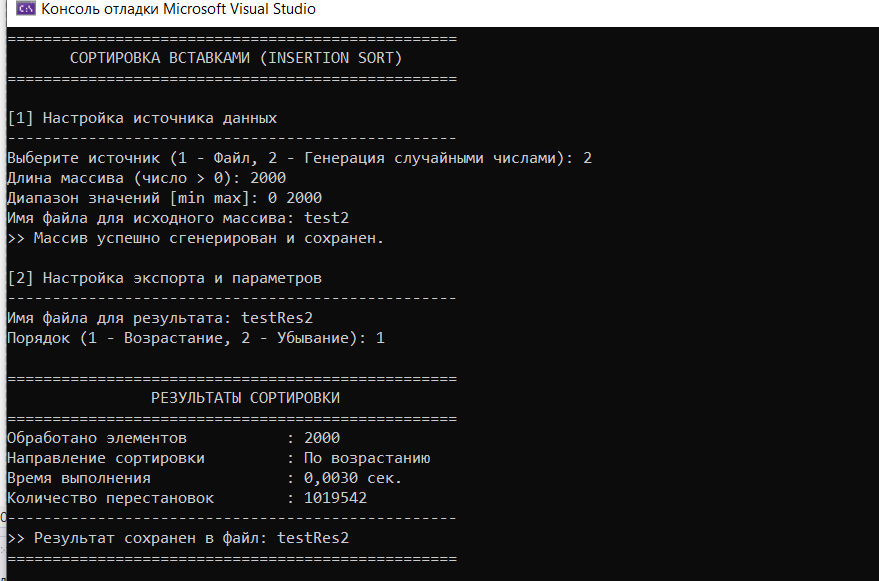 Консоль отладки Microsoft Visual Studio
==================================================
СОРТИРОВКА ВСТАВКАМИ (INSERTION SORT)
==================================================
[1] Настройка источника данных
--------------------------------------------------
Выберите источник (1 - Файл, 2 - Генерация случайными числами): 2
Длина массива (число > 0): 2000
Диапазон значений [min max]: 0 2000
Имя файла для исходного массива: test2
>> Массив успешно сгенерирован и сохранен.
[2] Настройка экспорта и параметров
--------------------------------------------------
Имя файла для результата: testRes2
Порядок (1 - Возрастание, 2 - Убывание): 1
==================================================
РЕЗУЛЬТАТЫ СОРТИРОВКИ
==================================================
Обработано элементов : 2000
Направление сортировки : По возрастанию
Время выполнения : 0,0030 сек.
Количество перестановок : 1019542
--------------------------------------------------
>> Результат сохранен в файл: testRes2
==================================================